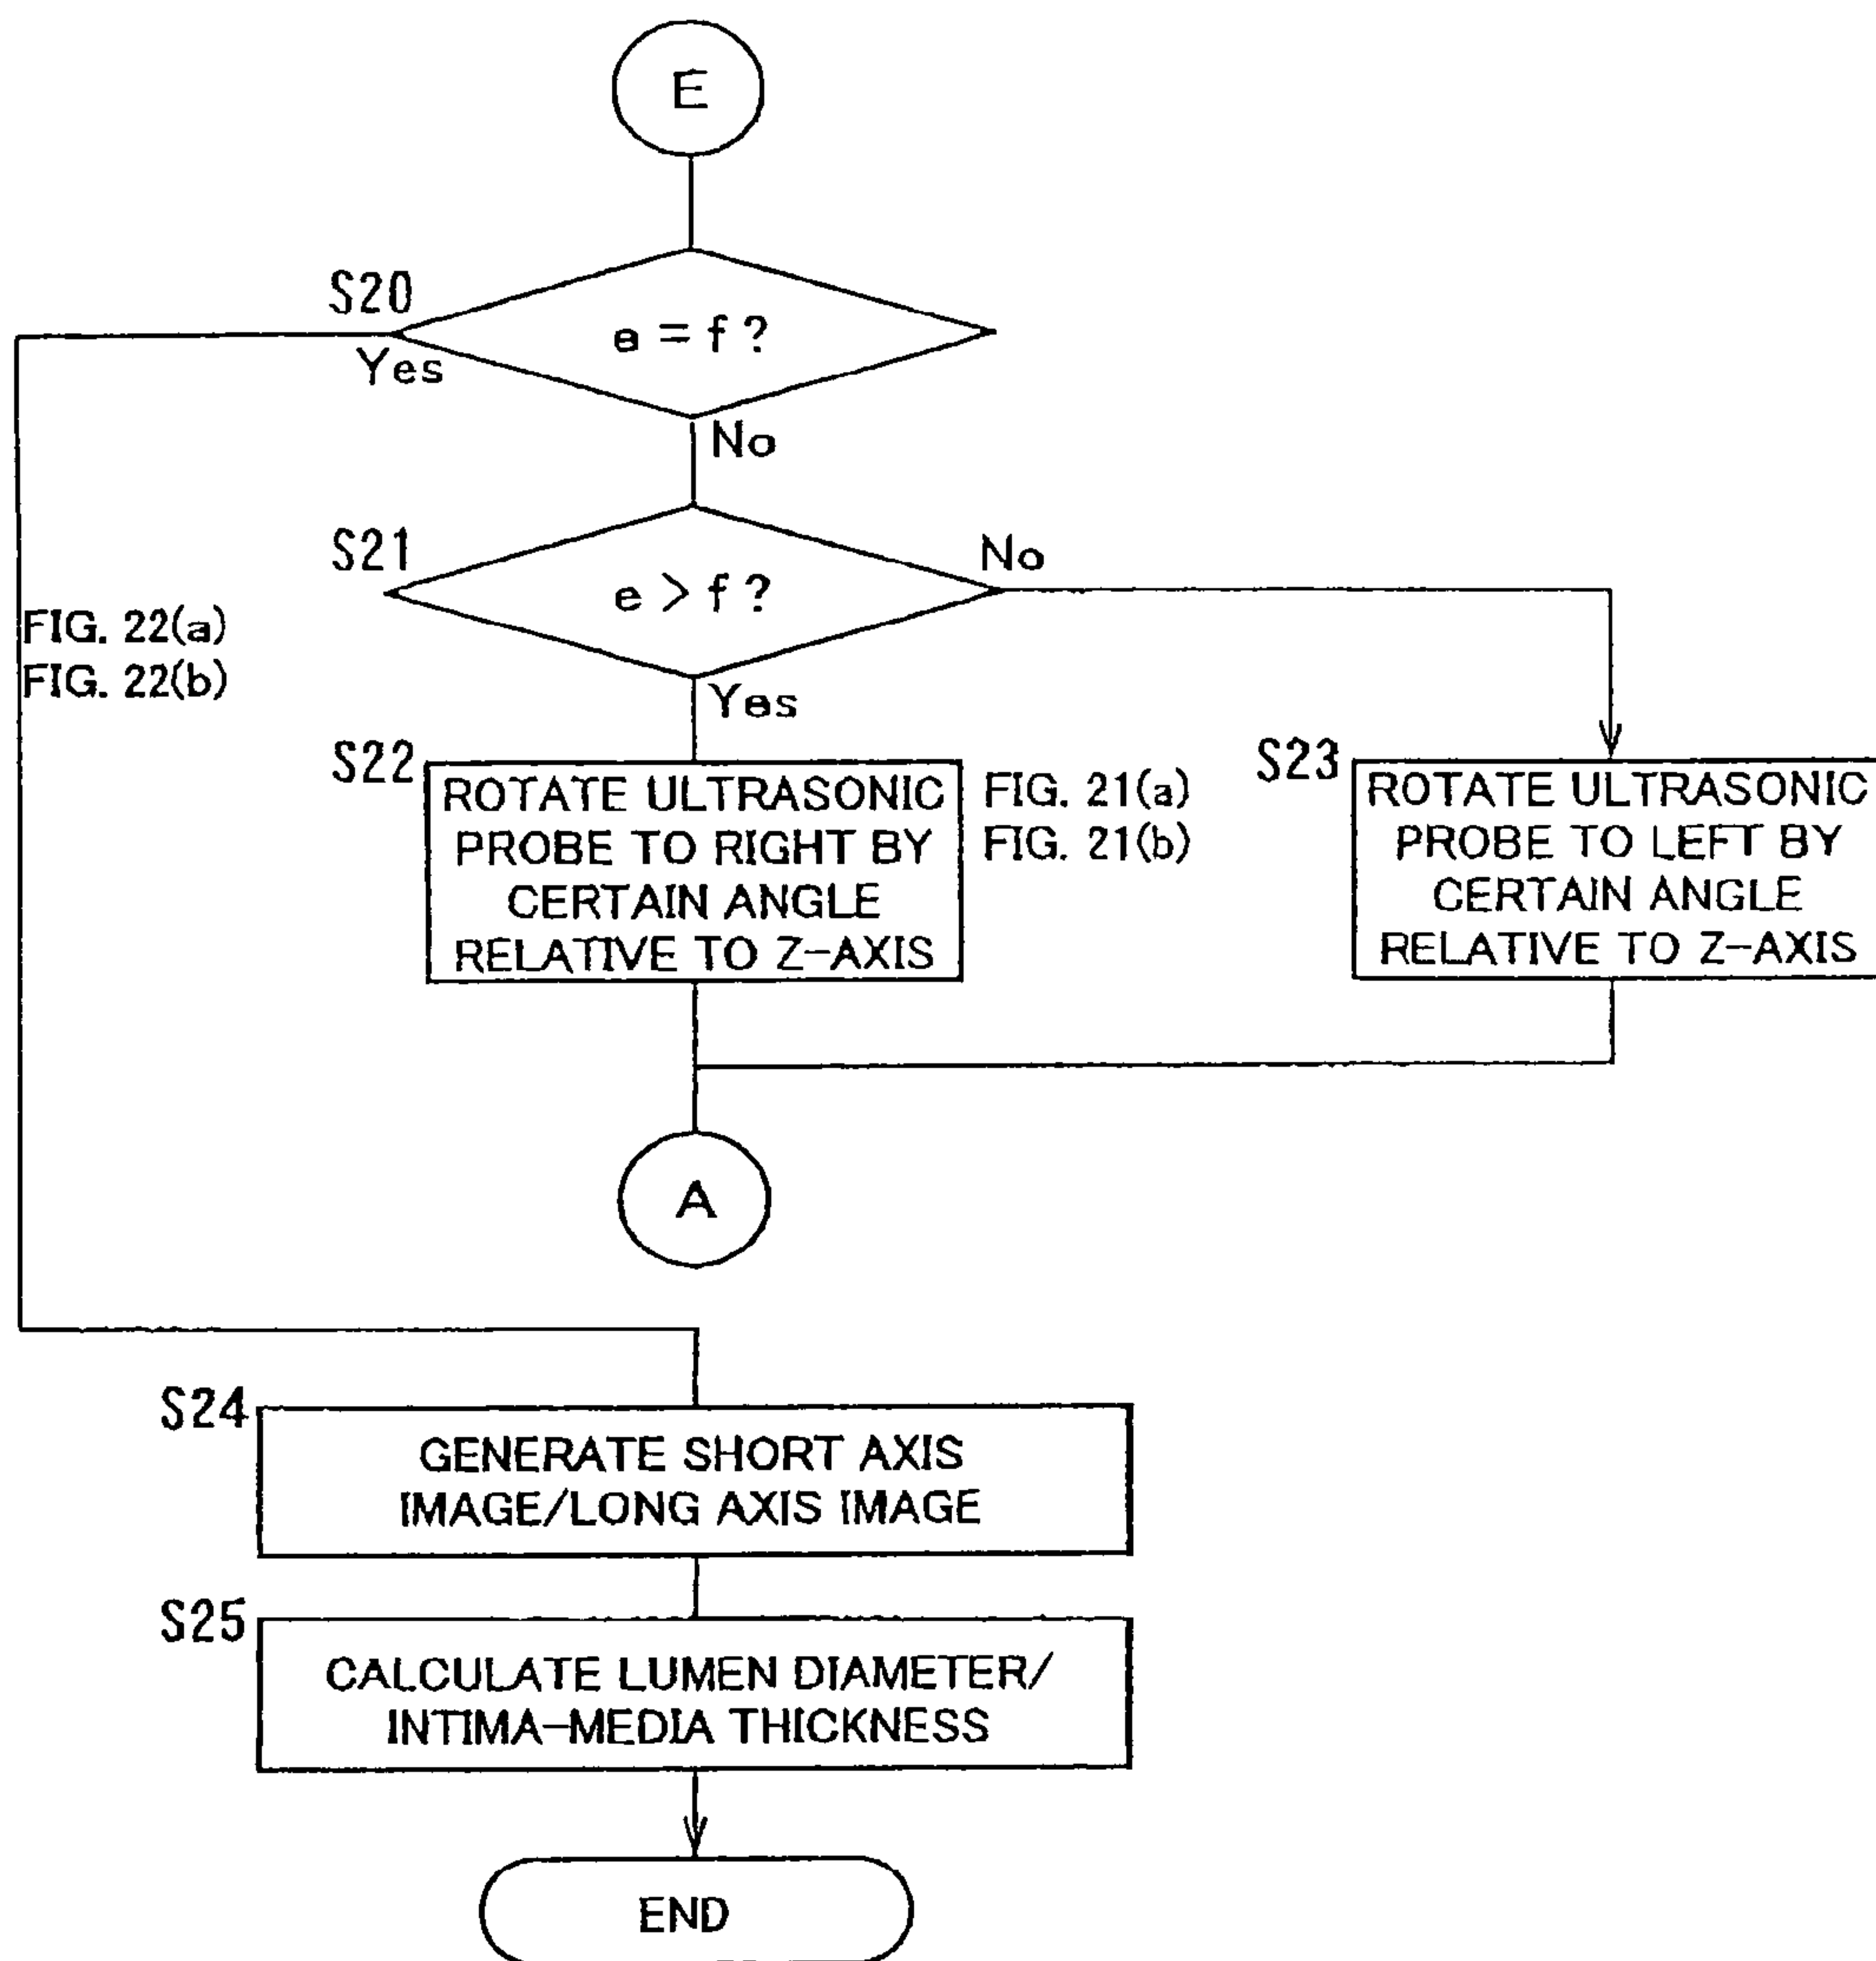 E
S20
e = f ?
Yes
No
S21
e > f ?
No
FIG. 22(a)
FIG. 22(b)
Yes
S22
ROTATE ULTRASONIC
PROBE TO RIGHT BY
CERTAIN ANGLE
RELATIVE TO Z-AXIS
FIG. 21(a)
FIG. 21(b)
S23
ROTATE ULTRASONIC
PROBE TO LEFT BY
CERTAIN ANGLE
RELATIVE TO Z-AXIS
A
S24
GENERATE SHORT AXIS
IMAGE/LONG AXIS IMAGE
S25
CALCULATE LUMEN DIAMETER/
INTIMA-MEDIA THICKNESS
END